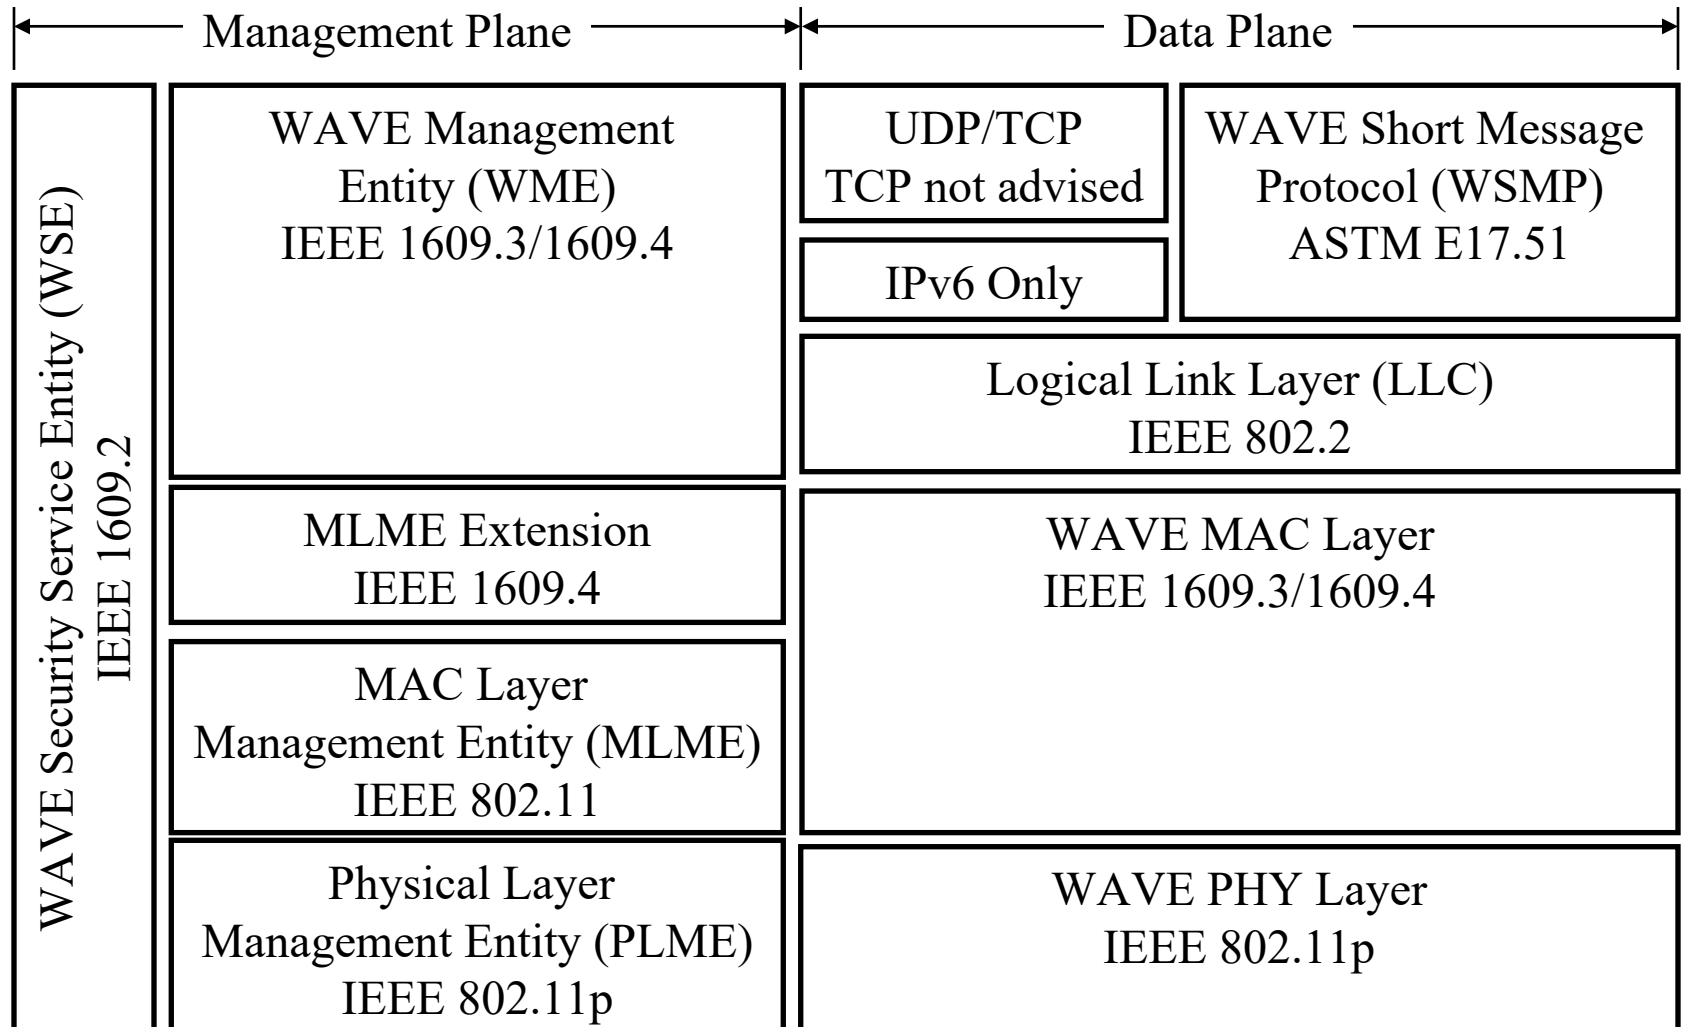 Management Plane
Data Plane
WAVE Security Service Entity (WSE)
IEEE 1609.2
WAVE Management
Entity (WME)
IEEE 1609.3/1609.4
MLME Extension
IEEE 1609.4
MAC Layer
Management Entity (MLME)
IEEE 802.11
Physical Layer
Management Entity (PLME)
IEEE 802.11p
UDP/TCP
TCP not advised
IPv6 Only
WAVE Short Message
Protocol (WSMP)
ASTM E17.51
Logical Link Layer (LLC)
IEEE 802.2
WAVE MAC Layer
IEEE 1609.3/1609.4
WAVE PHY Layer
IEEE 802.11p